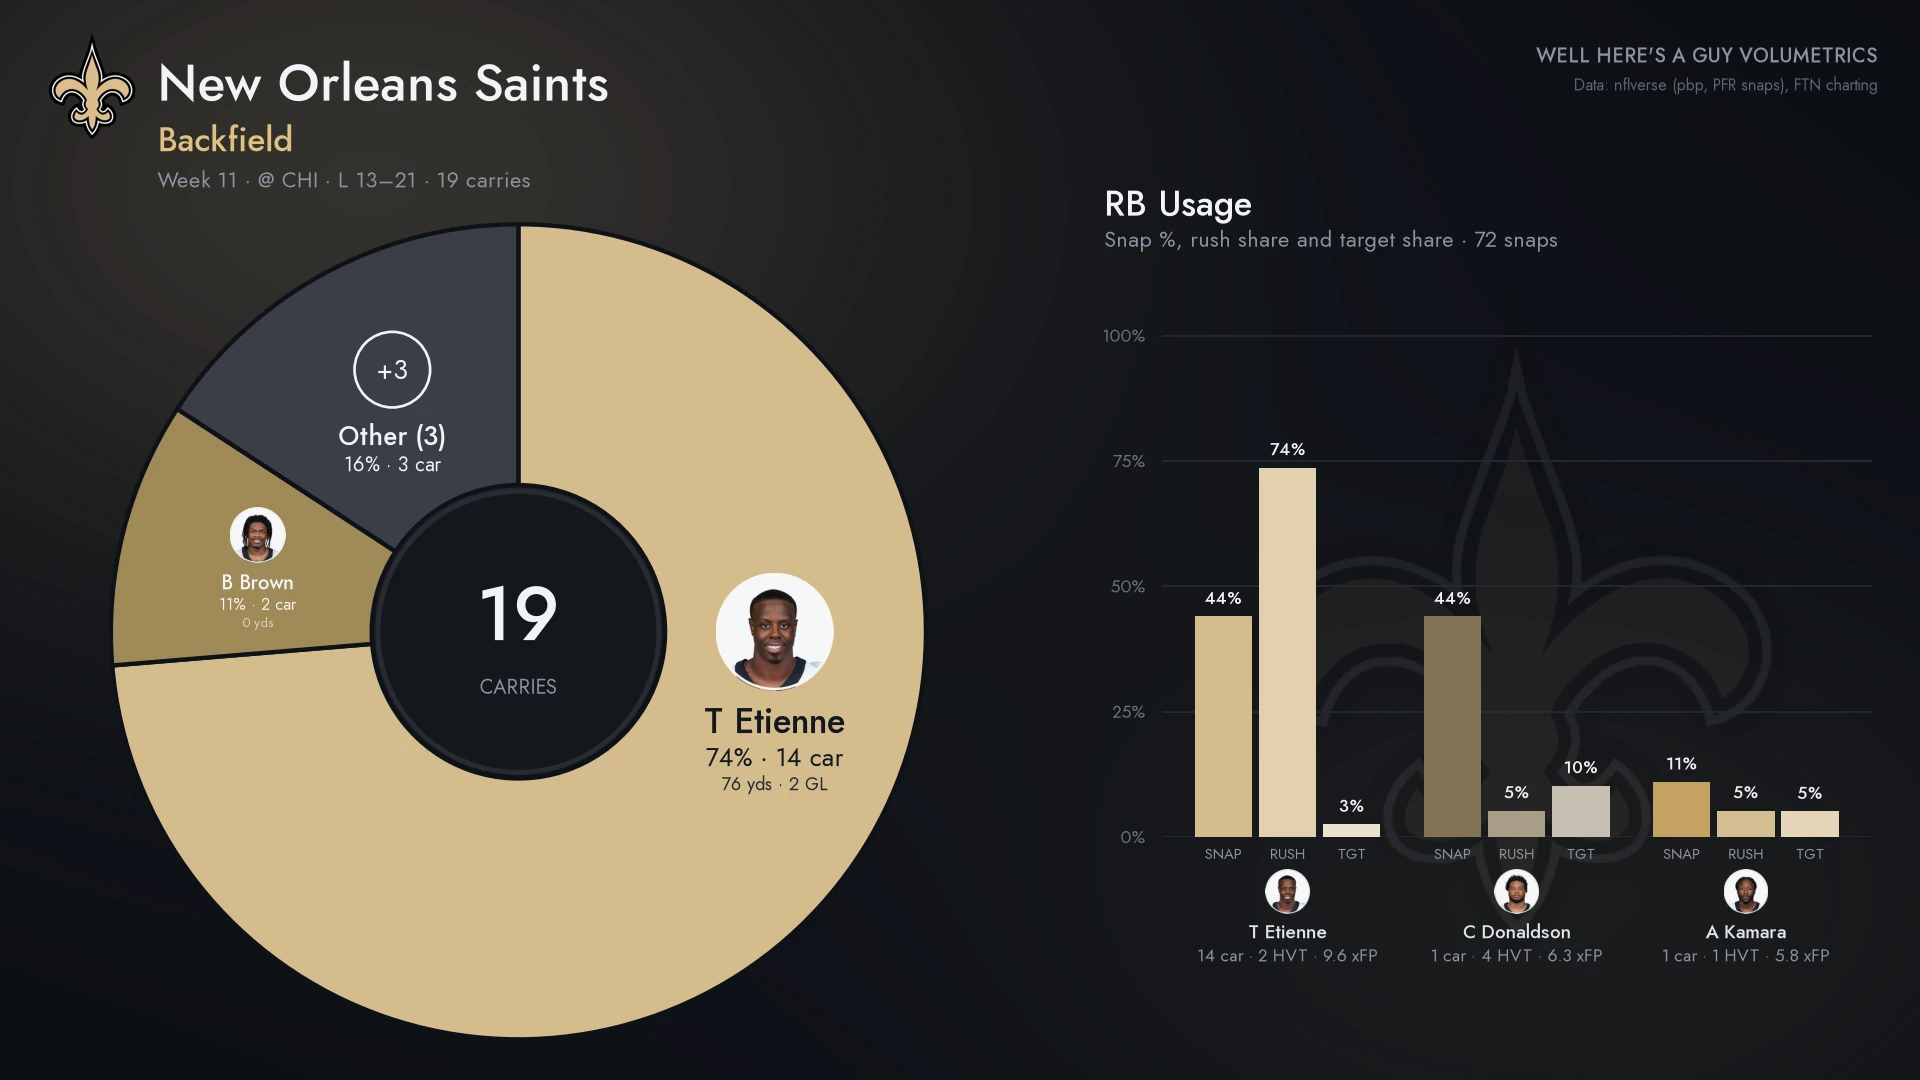 New Orleans Saints
Backfield
Week 11 · @ CHI · L 13–21 · 19 carries
WELL HERE'S A GUY VOLUMETRICS
Data: nflverse (pbp, PFR snaps), FTN charting
+3
Other (3)
16% · 3 car
B Brown
11% · 2 car
0 yds
19
CARRIES
T Etienne
74% · 14 car
76 yds · 2 GL
RB Usage
Snap %, rush share and target share · 72 snaps
100%
75%
50%
25%
0%
44% 74% 3%
44% 5% 10%
11% 5% 5%
SNAP RUSH TGT SNAP RUSH TGT SNAP RUSH TGT
T Etienne
14 car · 2 HVT · 9.6 xFP
C Donaldson
1 car · 4 HVT · 6.3 xFP
A Kamara
1 car · 1 HVT · 5.8 xFP